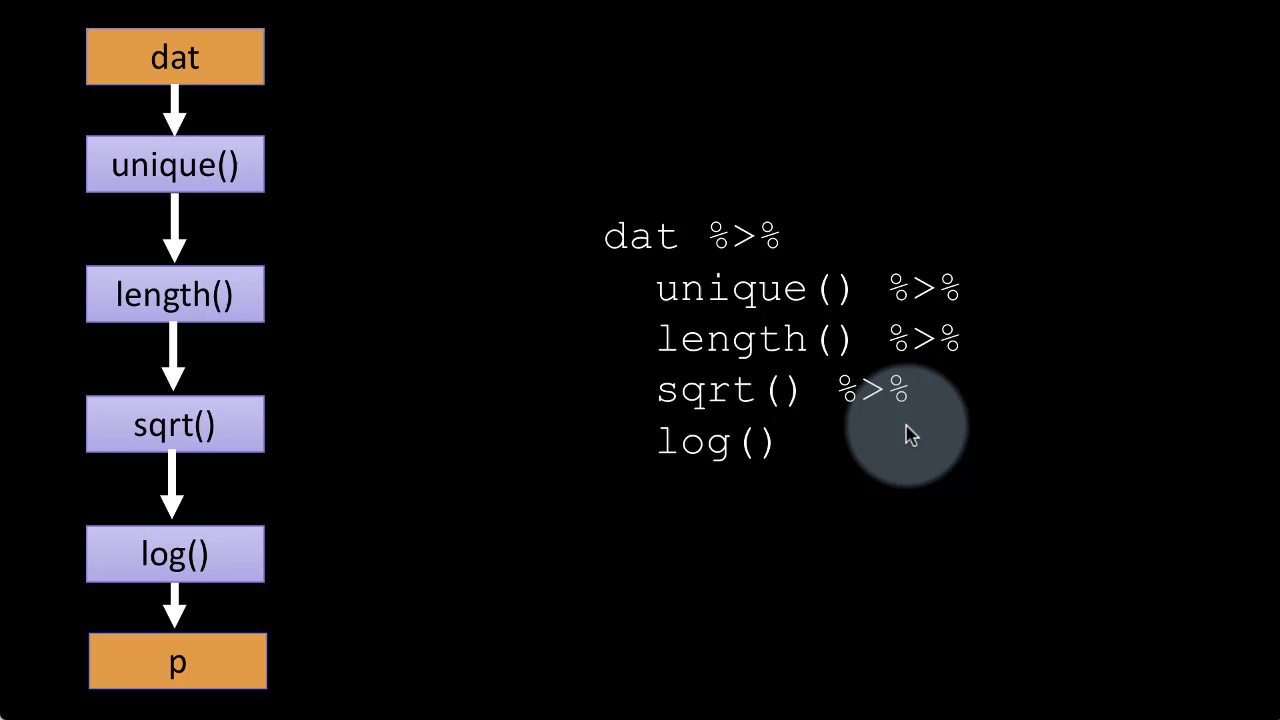 dat
unique()
length()
sqrt()
log()
p
dat %>%
unique() %>%
length() %>%
sqrt() %>%
log()